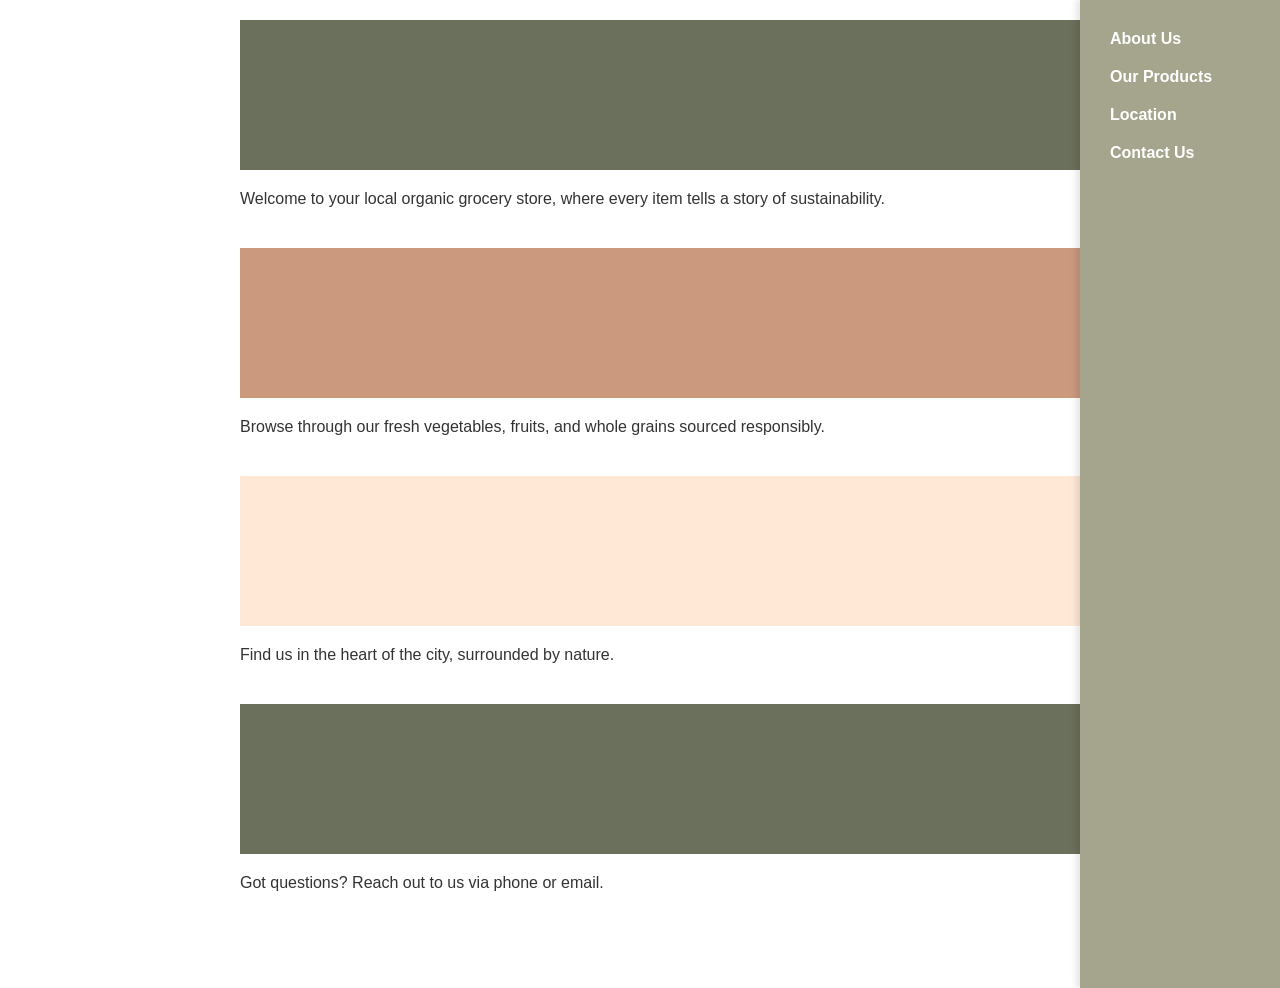 About Us
Our Products
Location
Contact Us
Welcome to your local organic grocery store, where every item tells a story of sustainability.
Browse through our fresh vegetables, fruits, and whole grains sourced responsibly.
Find us in the heart of the city, surrounded by nature.
Got questions? Reach out to us via phone or email.